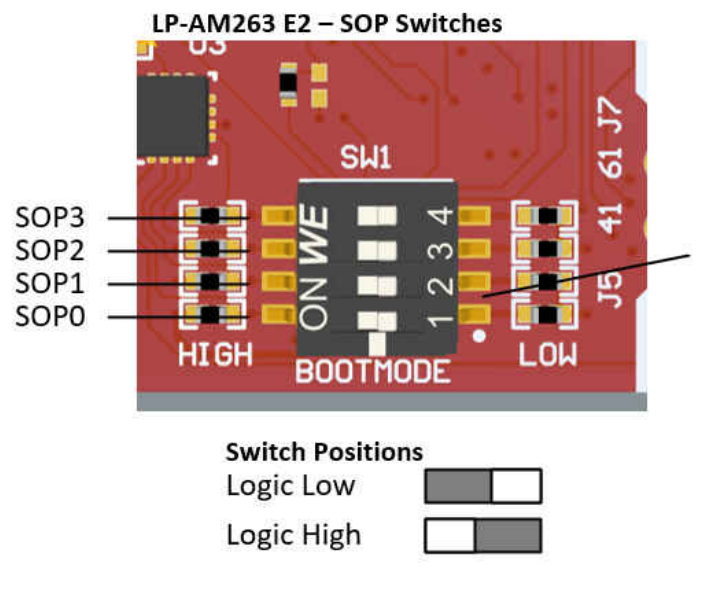 LP-AM263 E2 – SOP Switches
U3
SW1
J7
61
41
J5
SOP3
SOP2
SOP1
SOP0
WE
ON
4
3
2
1
HIGH
LOW
BOOTMODE
Switch Positions
Logic Low
Logic High